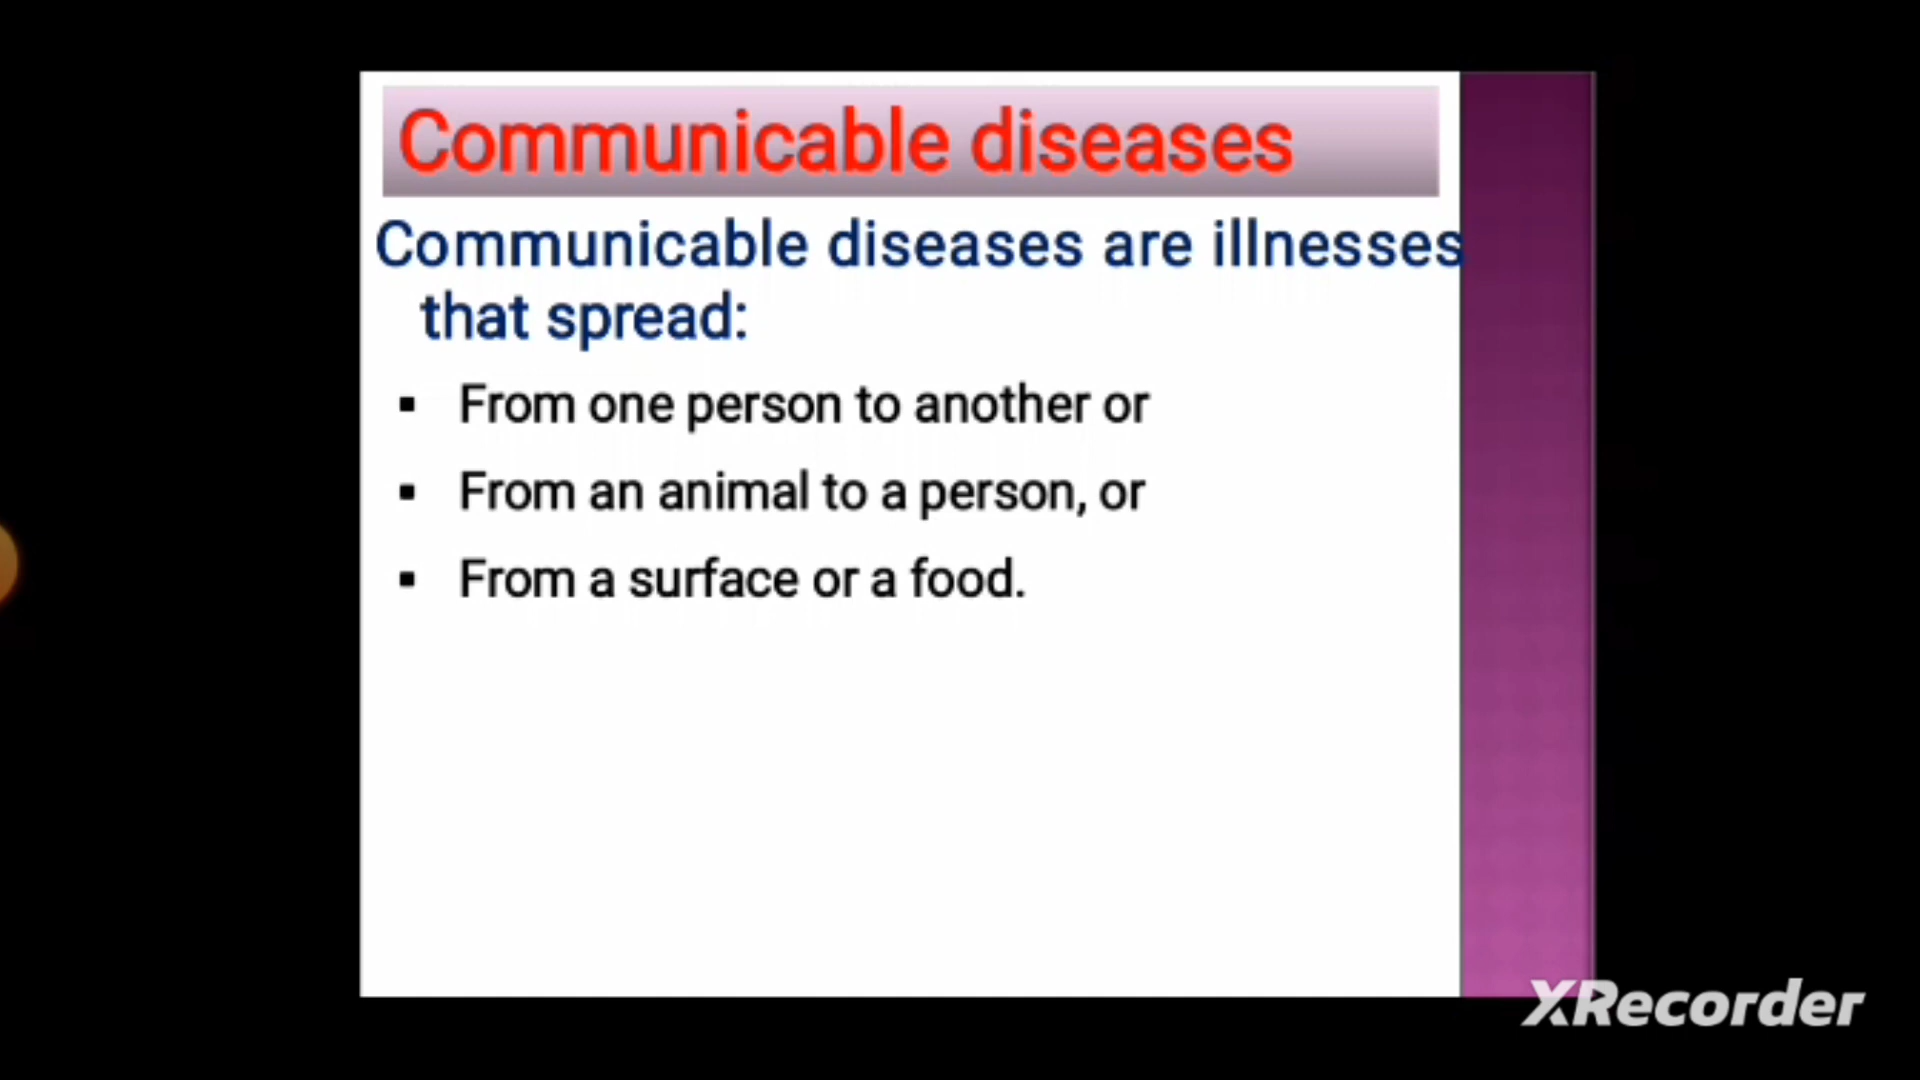 Communicable diseases
Communicable diseases are illnesses
that spread:
▪ From one person to another or
▪ From an animal to a person, or
▪ From a surface or a food.
XRecorder